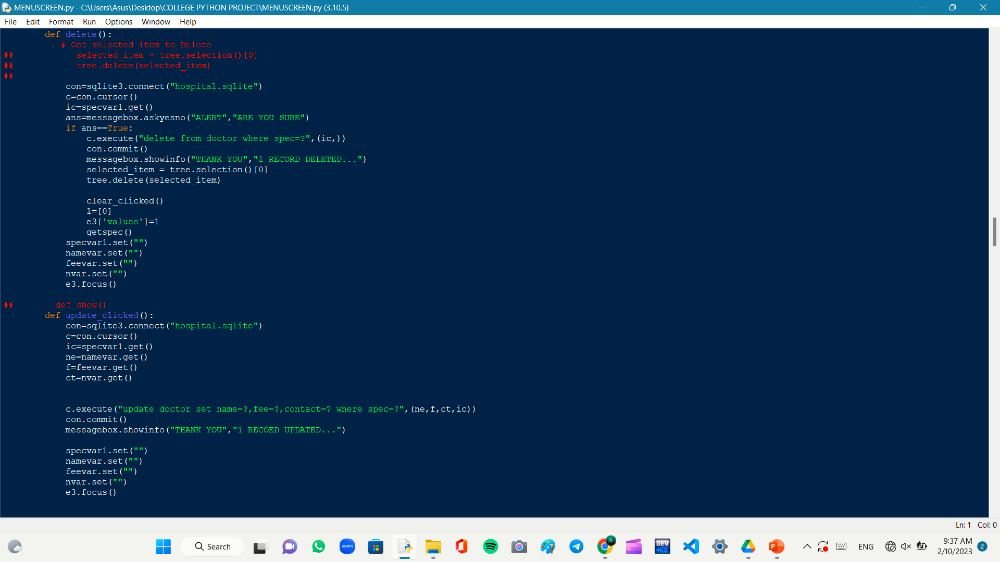 MENUSCREEN.py - C:\Users\Asus\Desktop\COLLEGE PYTHON PROJECT\MENUSCREEN.py (3.10.5)
File Edit Format Run Options Window Help
def delete():
# Get selected item to Delete
## selected_item = tree.selection()[0]
## tree.delete(selected_item)
##
con=sqlite3.connect("hospital.sqlite")
c=con.cursor()
ic=specvar1.get()
ans=messagebox.askyesno("ALERT","ARE YOU SURE")
if ans==True:
c.execute("delete from doctor where spec=?",(ic,))
con.commit()
messagebox.showinfo("THANK YOU","1 RECORD DELETED...")
selected_item = tree.selection()[0]
tree.delete(selected_item)
clear_clicked()
l=[0]
e3['values']=1
getspec()
specvar1.set("")
namevar.set("")
feevar.set("")
nvar.set("")
e3.focus()
## def show()
def update_clicked():
con=sqlite3.connect("hospital.sqlite")
c=con.cursor()
ic=specvar1.get()
ne=namevar.get()
f=feevar.get()
ct=nvar.get()
c.execute("update doctor set name=?,fee=?,contact=? where spec=?",(ne,f,ct,ic))
con.commit()
messagebox.showinfo("THANK YOU","1 RECOED UPDATED...")
specvar1.set("")
namevar.set("")
feevar.set("")
nvar.set("")
e3.focus()
Ln: 1 Col: 0
Search
zoom
DEV
P
ENG
9:37 AM
2/10/2023
2